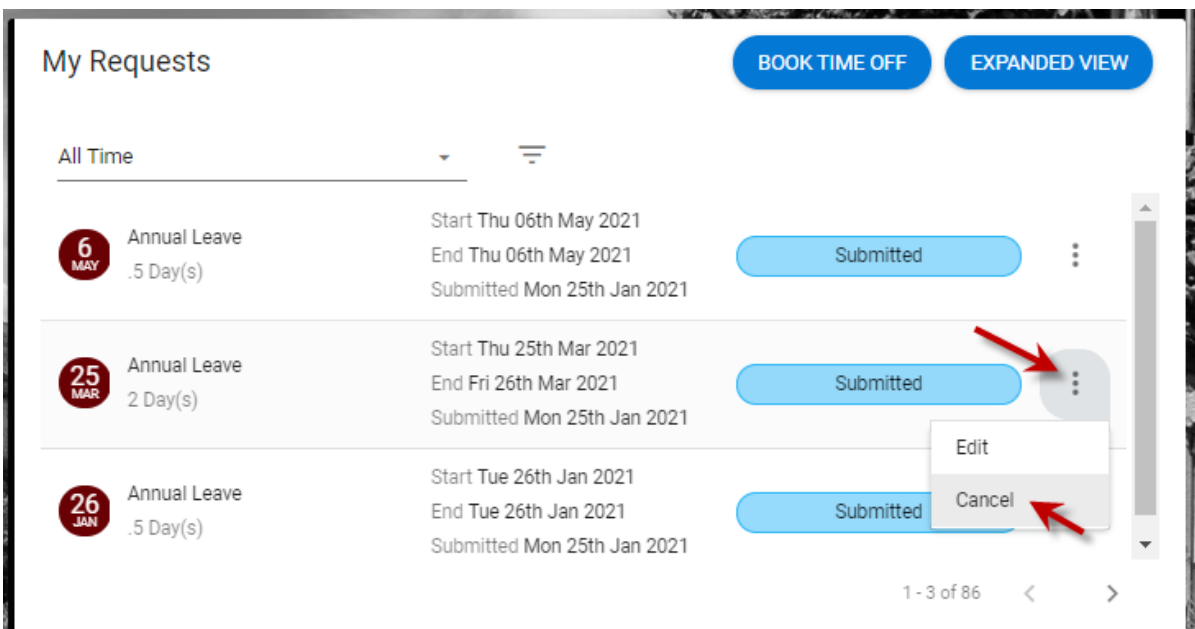 My Requests
BOOK TIME OFF
EXPANDED VIEW
All Time
6
MAY
Annual Leave
.5 Day(s)
Start Thu 06th May 2021
End Thu 06th May 2021
Submitted Mon 25th Jan 2021
Submitted
25
MAR
Annual Leave
2 Day(s)
Start Thu 25th Mar 2021
End Fri 26th Mar 2021
Submitted Mon 25th Jan 2021
Submitted
Edit
Cancel
26
JAN
Annual Leave
.5 Day(s)
Start Tue 26th Jan 2021
End Tue 26th Jan 2021
Submitted Mon 25th Jan 2021
Submitted
1 - 3 of 86